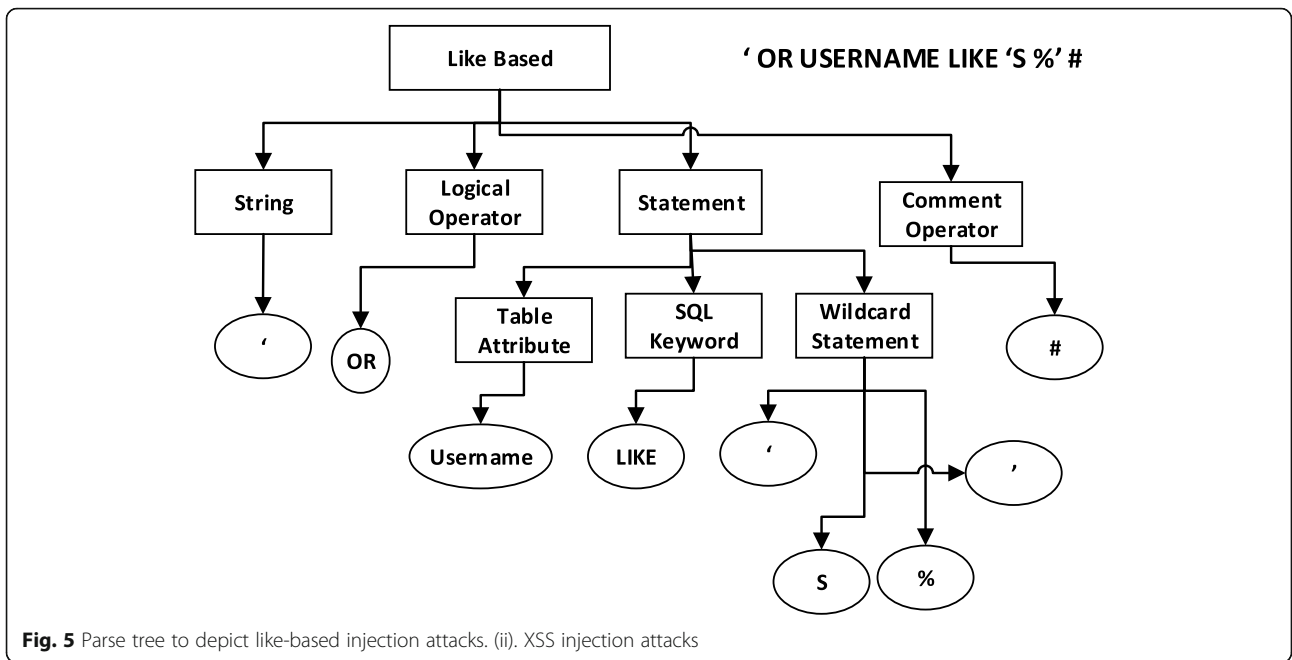 Like Based
‘ OR USERNAME LIKE ‘S %’ #
String
Logical
Operator
Statement
Comment
Operator
‘
OR
Table
Attribute
SQL
Keyword
Wildcard
Statement
#
Username
LIKE
‘
’
S
%
Fig. 5 Parse tree to depict like-based injection attacks. (ii). XSS injection attacks